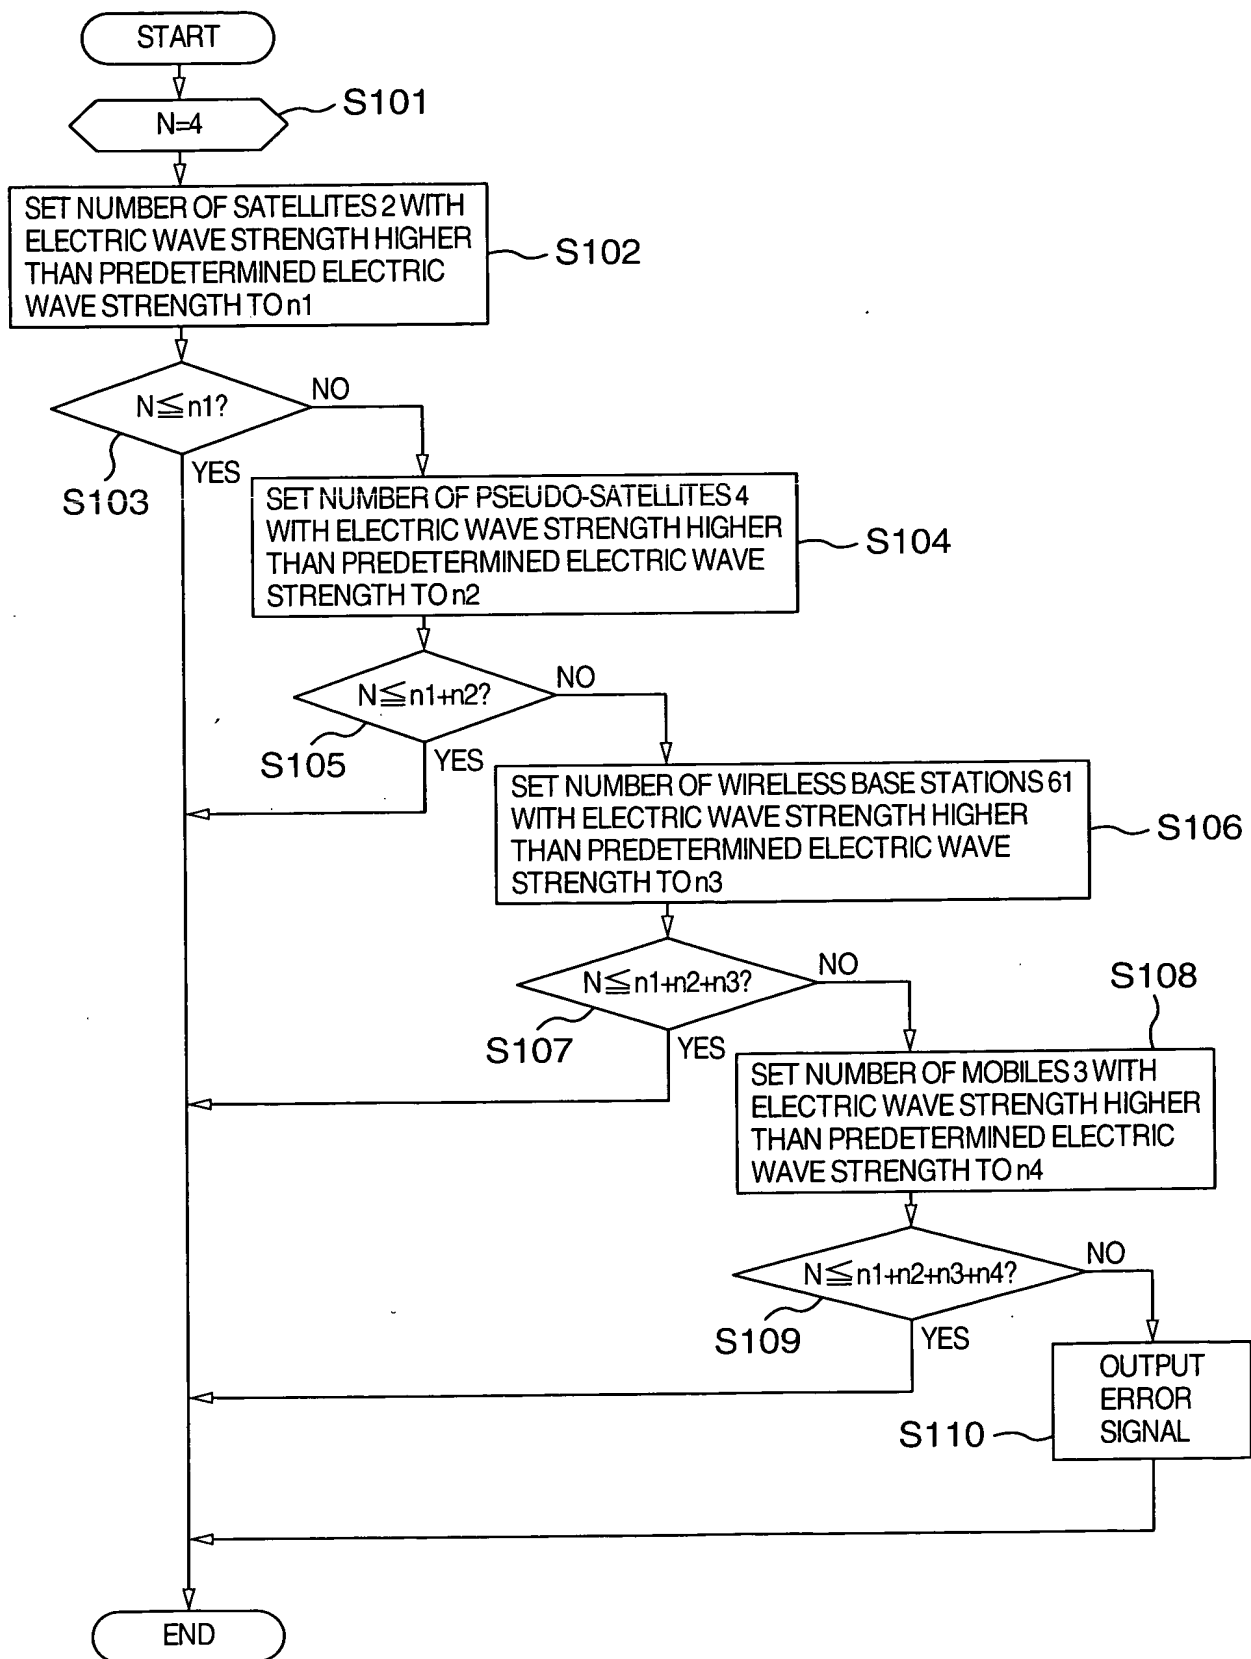 START
N=4
S101
SET NUMBER OF SATELLITES 2 WITH
ELECTRIC WAVE STRENGTH HIGHER
THAN PREDETERMINED ELECTRIC
WAVE STRENGTH TO n1
S102
N≦n1?
NO
YES
S103
SET NUMBER OF PSEUDO-SATELLITES 4
WITH ELECTRIC WAVE STRENGTH HIGHER
THAN PREDETERMINED ELECTRIC WAVE
STRENGTH TO n2
S104
N≦n1+n2?
NO
YES
S105
SET NUMBER OF WIRELESS BASE STATIONS 61
WITH ELECTRIC WAVE STRENGTH HIGHER
THAN PREDETERMINED ELECTRIC WAVE
STRENGTH TO n3
S106
N≦n1+n2+n3?
NO
YES
S107
S108
SET NUMBER OF MOBILES 3 WITH
ELECTRIC WAVE STRENGTH HIGHER
THAN PREDETERMINED ELECTRIC
WAVE STRENGTH TO n4
N≦n1+n2+n3+n4?
NO
YES
S109
OUTPUT
ERROR
SIGNAL
S110
END